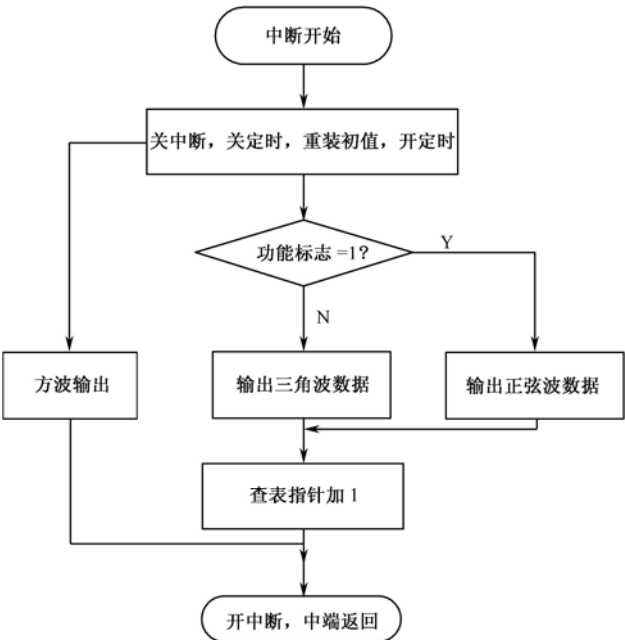 中断开始
关中断，关定时，重装初值，开定时
功能标志=1?
Y
N
方波输出
输出三角波数据
输出正弦波数据
查表指针加 1
开中断，中端返回